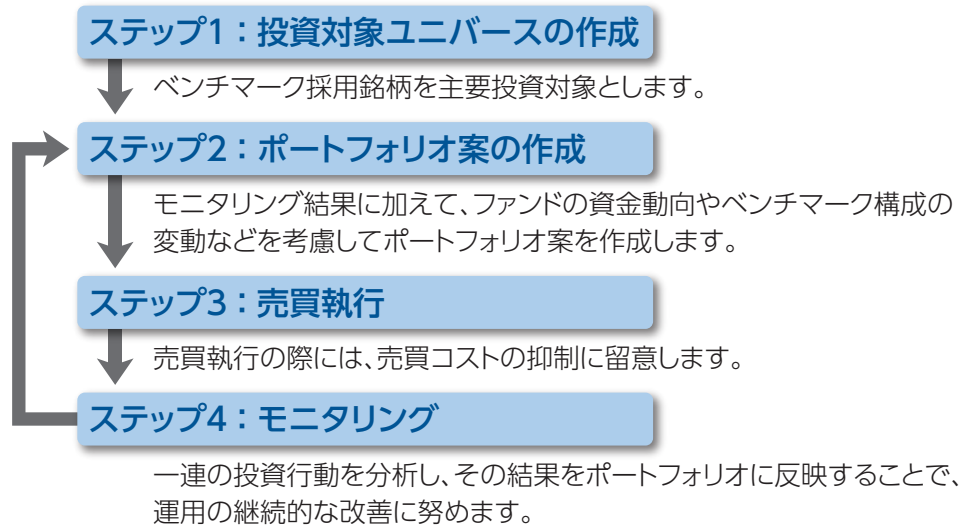 ステップ1：投資対象ユニバースの作成
ベンチマーク採用銘柄を主要投資対象とします。
ステップ2：ポートフォリオ案の作成
モニタリング結果に加えて、ファンドの資金動向やベンチマーク構成の
変動などを考慮してポートフォリオ案を作成します。
ステップ3：売買執行
売買執行の際には、売買コストの抑制に留意します。
ステップ4：モニタリング
一連の投資行動を分析し、その結果をポートフォリオに反映することで、
運用の継続的な改善に努めます。